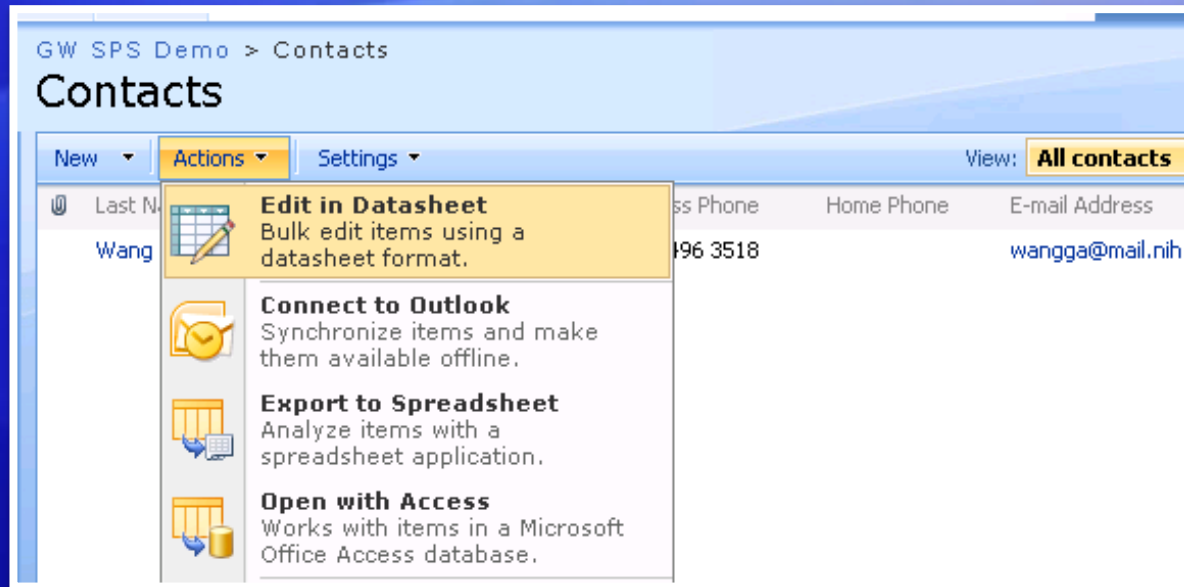 GW SPS Demo > Contacts
Contacts
New Actions Settings View: All contacts
Last Phone Home Phone E-mail Address
Wang 3518 wangga@mail.nih
Edit in Datasheet
Bulk edit items using a
datasheet format.
Connect to Outlook
Synchronize items and make
them available offline.
Export to Spreadsheet
Analyze items with a
spreadsheet application.
Open with Access
Works with items in a Microsoft
Office Access database.